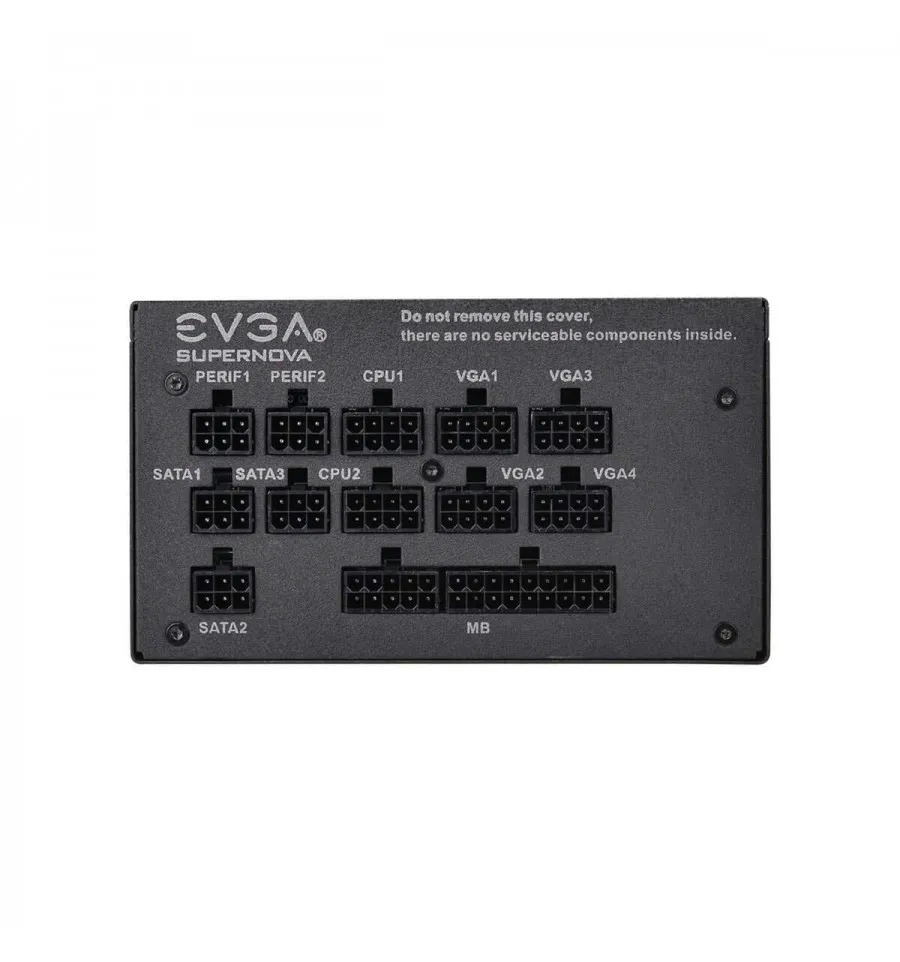 EVGA®
SUPERNOVA
Do not remove this cover,
there are no serviceable components inside.
PERIF1 PERIF2 CPU1 VGA1 VGA3
SATA1 SATA3 CPU2 VGA2 VGA4
SATA2 MB